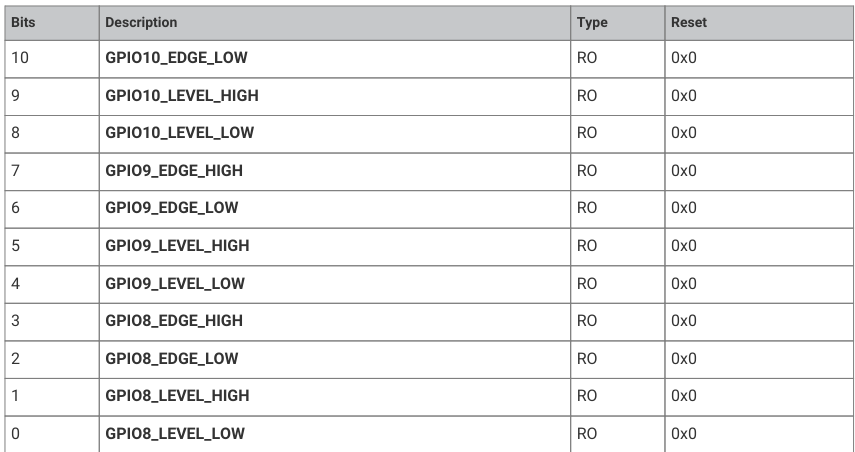 Bits Description Type Reset
10 GPIO10_EDGE_LOW RO 0x0
9 GPIO10_LEVEL_HIGH RO 0x0
8 GPIO10_LEVEL_LOW RO 0x0
7 GPIO9_EDGE_HIGH RO 0x0
6 GPIO9_EDGE_LOW RO 0x0
5 GPIO9_LEVEL_HIGH RO 0x0
4 GPIO9_LEVEL_LOW RO 0x0
3 GPIO8_EDGE_HIGH RO 0x0
2 GPIO8_EDGE_LOW RO 0x0
1 GPIO8_LEVEL_HIGH RO 0x0
0 GPIO8_LEVEL_LOW RO 0x0